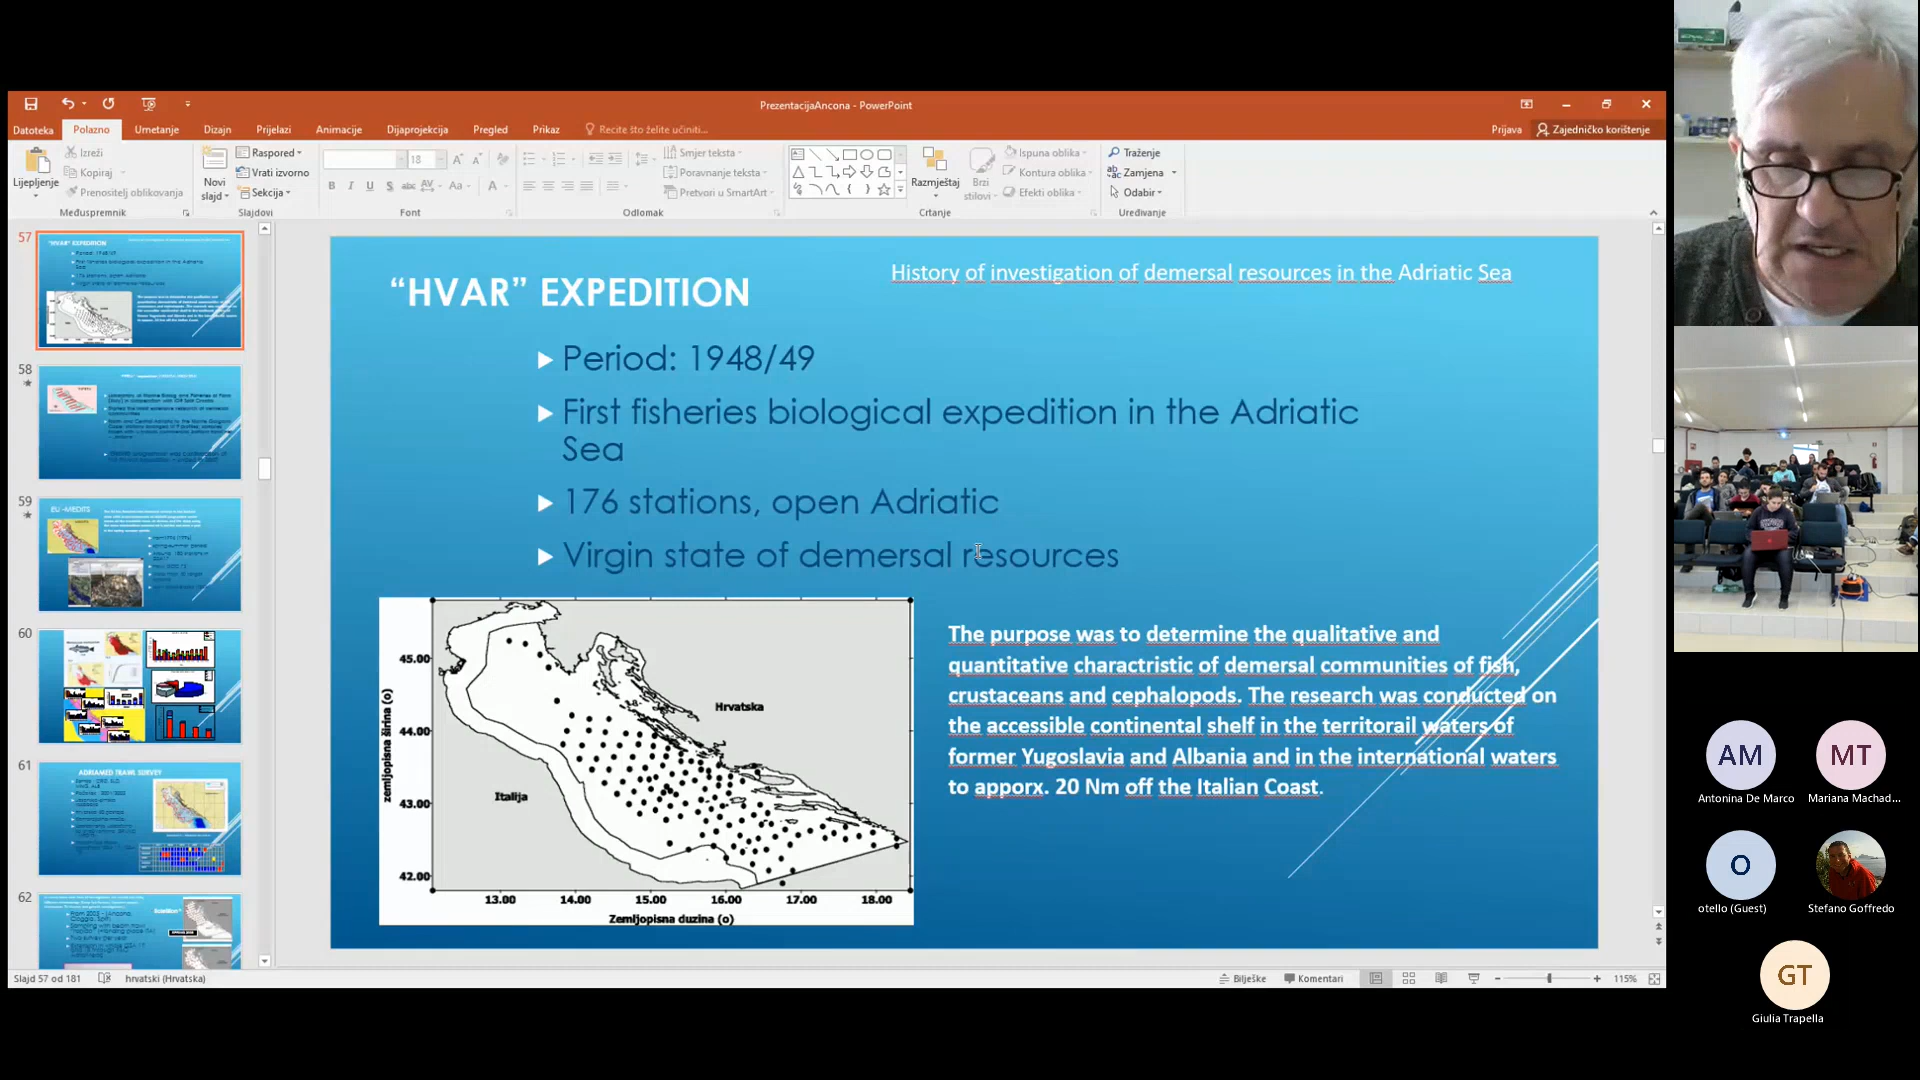 PrezentacijaAncona - PowerPoint
Datoteka Polazno Umetanje Dizajn Prijelazi Animacije Dijaprojekcija Pregled Prikaz Recite što želite učiniti... Prijava Zajedničko korištenje
Lijepljenje
Izreži
Kopiraj
Prenositelj oblikovanja
Međuspremnik
Novi slajd
Raspored
Vrati izvorno
Sekcija
Slajdovi
18
B I U S abc AV Aa A
Font
Smjer teksta
Poravnanje teksta
Pretvori u SmartArt
Odlomak
Razmještaj
Brzi stilovi
Ispuna oblika
Kontura oblika
Efekti oblika
Crtanje
Traženje
Zamjena
Odabir
Uređivanje
57
"HVAR" EXPEDITION
58
59
EU -MEDITS
60
61
ADRIAMED TRAWL SURVEY
62
“HVAR” EXPEDITION
History of investigation of demersal resources in the Adriatic Sea
Period: 1948/49
First fisheries biological expedition in the Adriatic
Sea
176 stations, open Adriatic
Virgin state of demersal resources
The purpose was to determine the qualitative and
quantitative charactristic of demersal communities of fish,
crustaceans and cephalopods. The research was conducted on
the accessible continental shelf in the territorail waters of
former Yugoslavia and Albania and in the international waters
to apporx. 20 Nm off the Italian Coast.
zemljopisna širina (o)
45.00
44.00
43.00
42.00
Hrvatska
Italija
13.00 14.00 15.00 16.00 17.00 18.00
Zemljopisna duzina (o)
Slajd 57 od 181 hrvatski (Hrvatska) Bilješke Komentari 115%
AM
Antonina De Marco
MT
Mariana Machad...
O
otello (Guest)
Stefano Goffredo
GT
Giulia Trapella